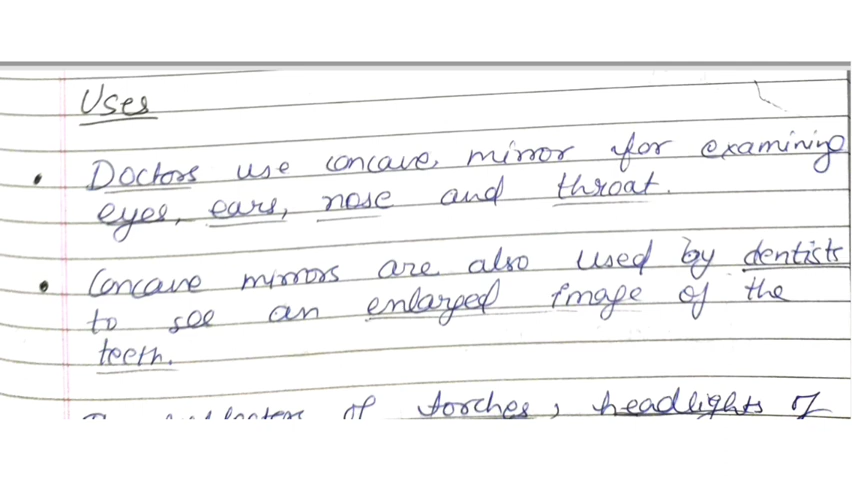 Uses
• Doctors use concave mirror for examining
eyes, ears, nose and throat.
• Concave mirrors are also used by dentists
to see an enlarged image of the
teeth.
of torches, headlights of